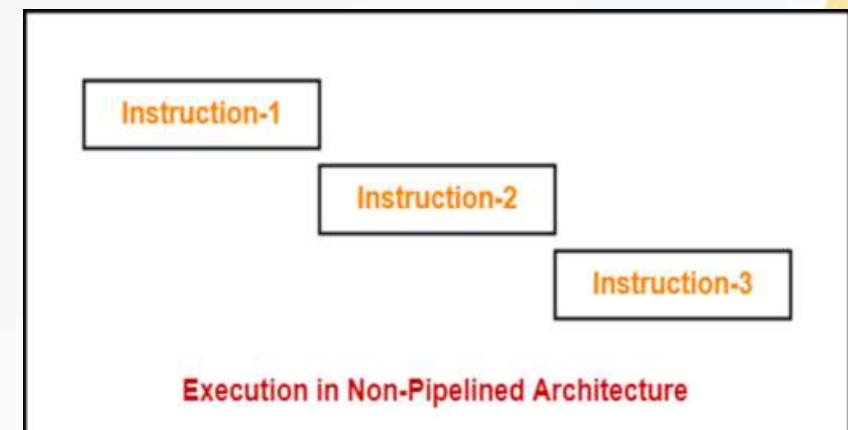 Instruction-1
Instruction-2
Instruction-3
Execution in Non-Pipelined Architecture